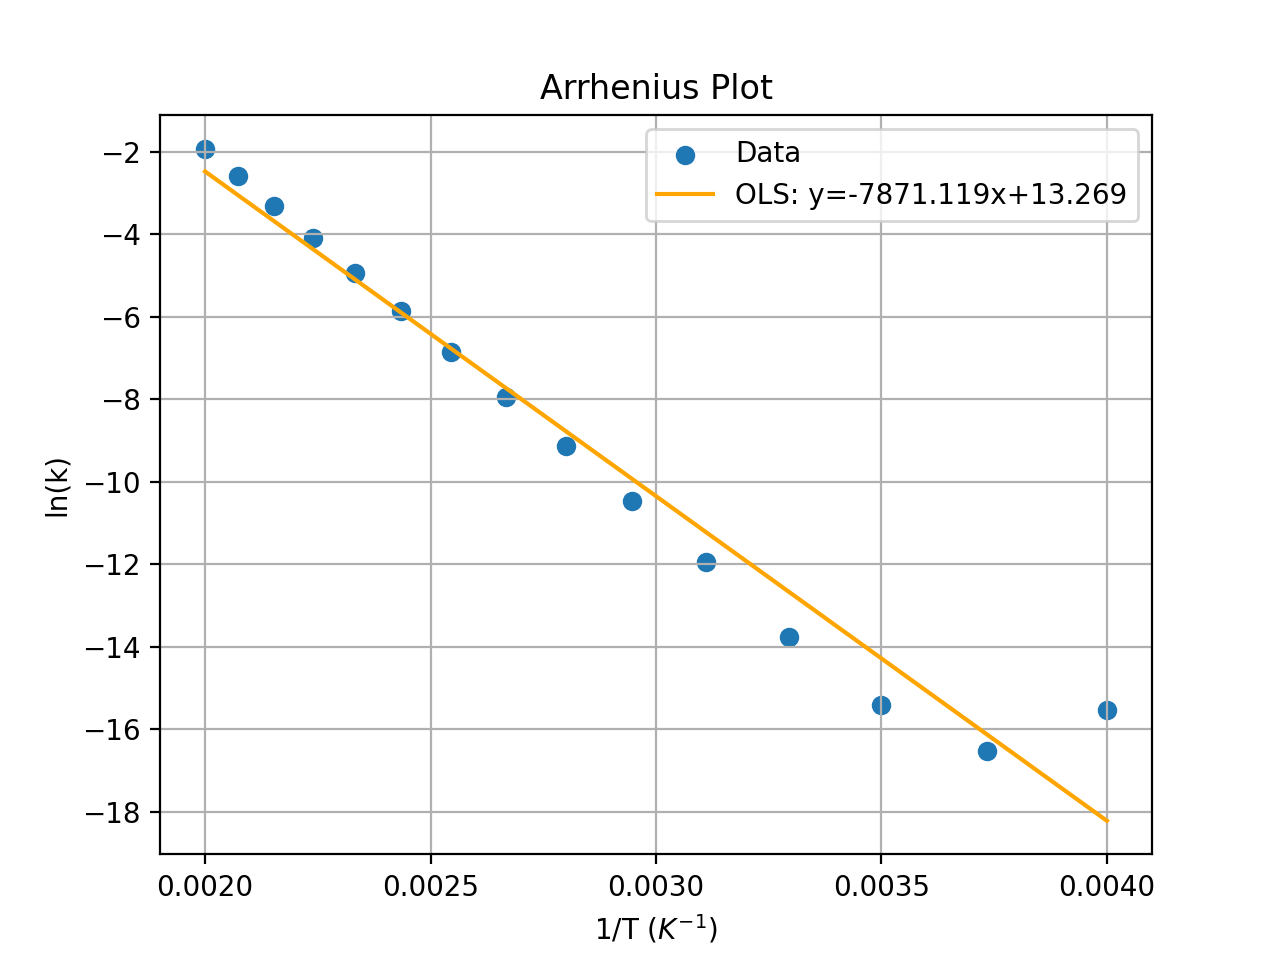 Arrhenius Plot
Data
OLS: y=-7871.119x+13.269
−2
−4
−6
−8
−10
−12
−14
−16
−18
ln(k)
0.0020 0.0025 0.0030 0.0035 0.0040
1/T (K⁻¹)